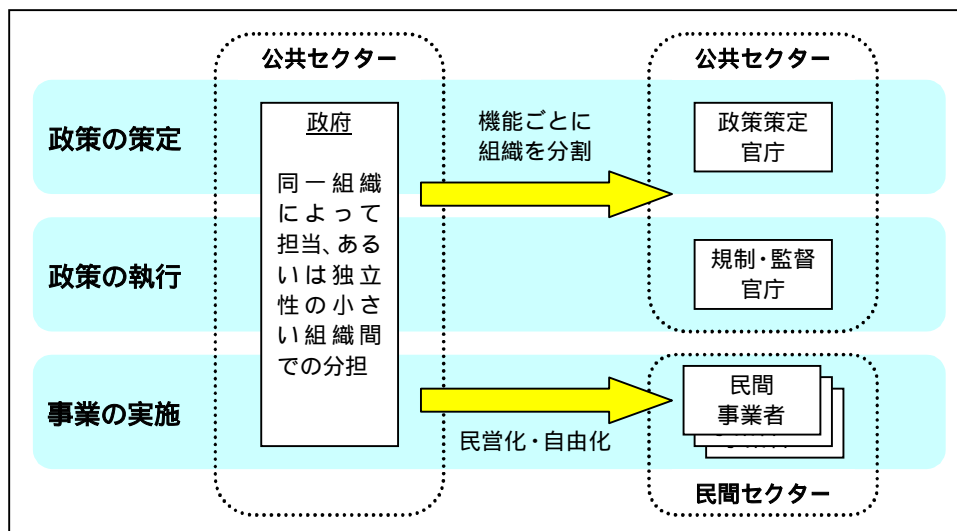 公共セクター
公共セクター
政策の策定
政府
同一組織
によって
担当、ある
いは独立
性の小さ
い組織間
での分担
機能ごとに
組織を分割
政策策定
官庁
政策の執行
規制・監督
官庁
事業の実施
民営化・自由化
民間
事業者
民間セクター